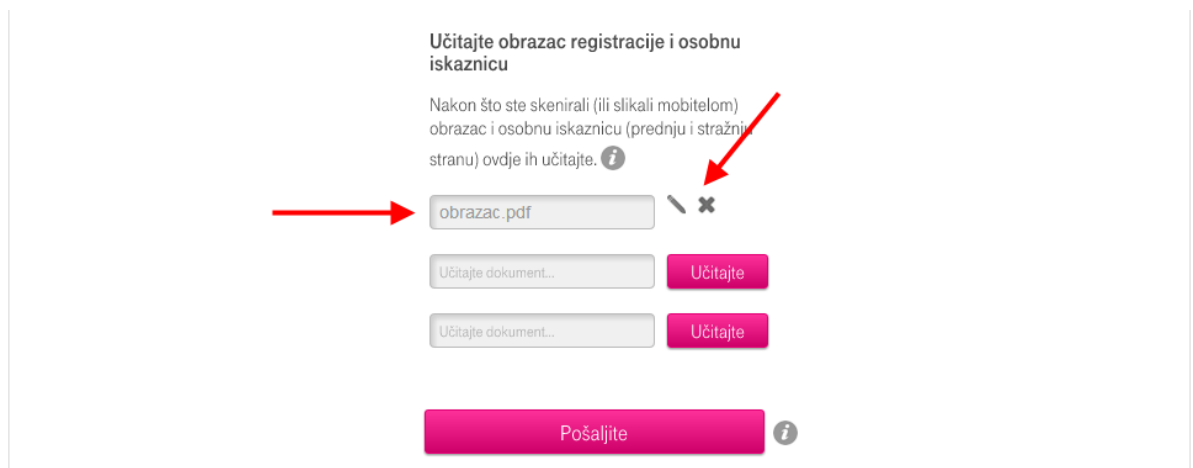 Učitajte obrazac registracije i osobnu
iskaznicu
Nakon što ste skenirali (ili slikali mobitelom)
obrazac i osobnu iskaznicu (prednju i stražnju
stranu) ovdje ih učitajte.
obrazac.pdf
Učitajte dokument... Učitajte
Učitajte dokument... Učitajte
Pošaljite